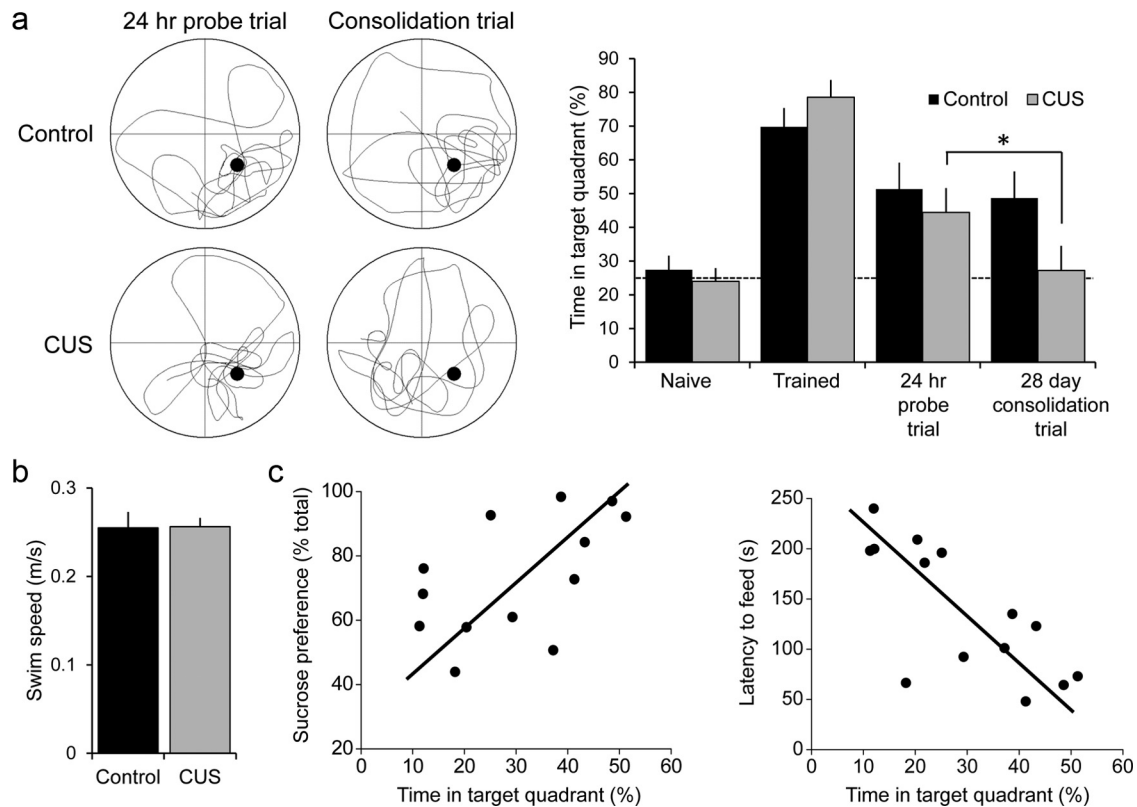 a
24 hr probe trial
Consolidation trial
Control
CUS
Time in target quadrant (%)
90
80
70
60
50
40
30
20
10
0
Control
CUS
*
Naive
Trained
24 hr
probe
trial
28 day
consolidation
trial
b
Swim speed (m/s)
0.3
0.2
0.1
0
Control
CUS
c
Sucrose preference (% total)
100
80
60
40
20
0
10
20
30
40
50
60
Time in target quadrant (%)
Latency to feed (s)
250
200
150
100
50
0
0
10
20
30
40
50
60
Time in target quadrant (%)